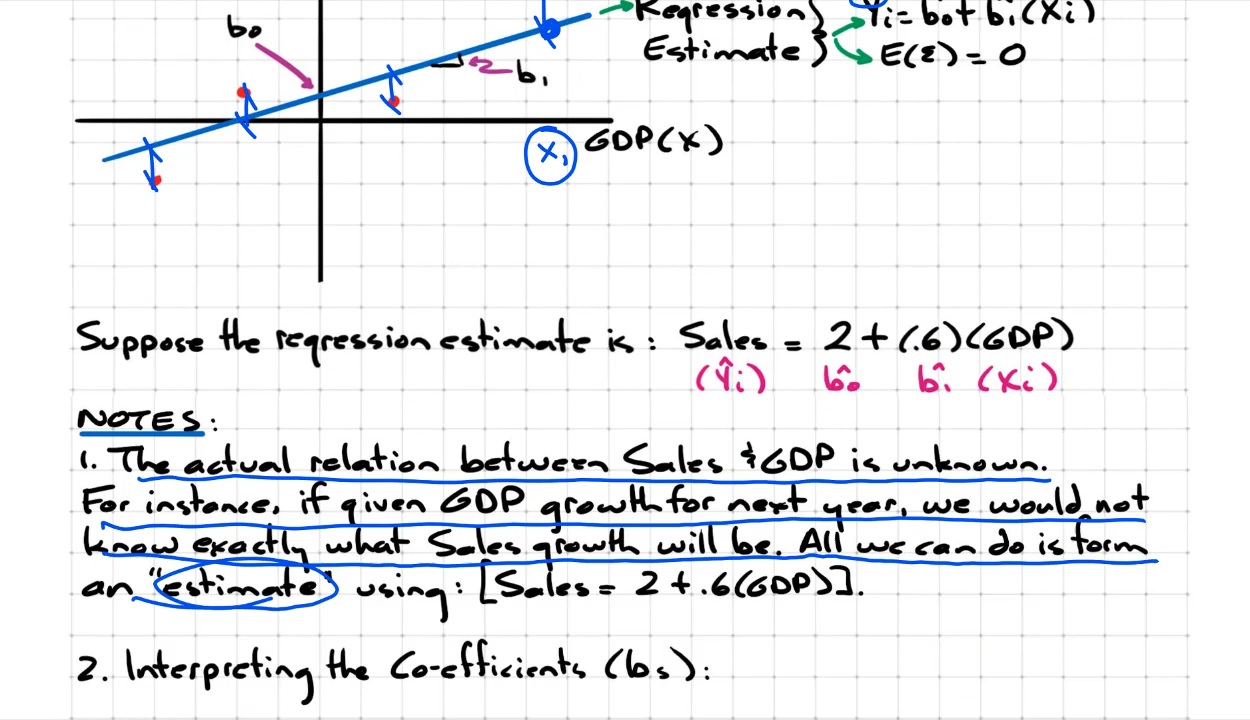 b₀
Regression } Ŷi = b₀ + b₁(Xi)
Estimate } E(ε) = 0
b₁
X₁
GDP(X)
Suppose the regression estimate is: Sales = 2 + (.6)(GDP)
(Ŷi) b̂₀ b̂₁ (Xi)
NOTES:
1. The actual relation between Sales & GDP is unknown.
For instance, if given GDP growth for next year, we would not
know exactly what Sales growth will be. All we can do is form
an "estimate" using: [Sales = 2 + .6(GDP)].
2. Interpreting the Co-efficients (bs):